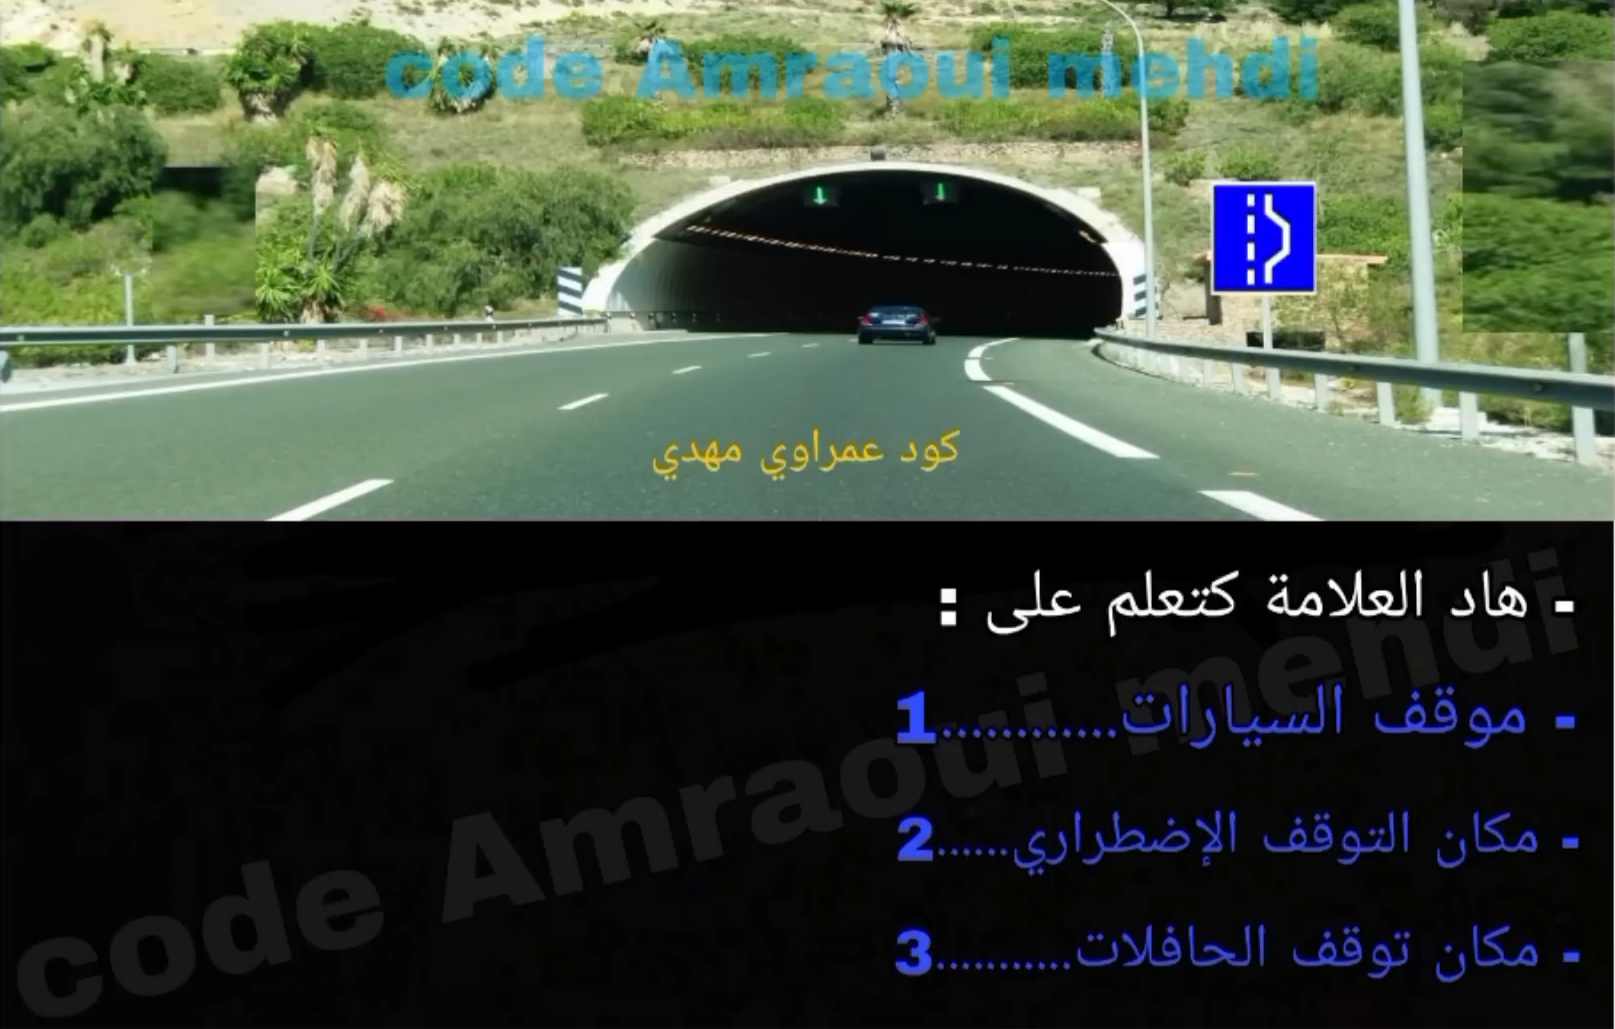 code Amraoui mehdi
كود عمراوي مهدي
- هاد العلامة كتعلم على :
- موقف السيارات............1
- مكان التوقف الإضطراري......2
- مكان توقف الحافلات...........3
code Amraoui mehdi